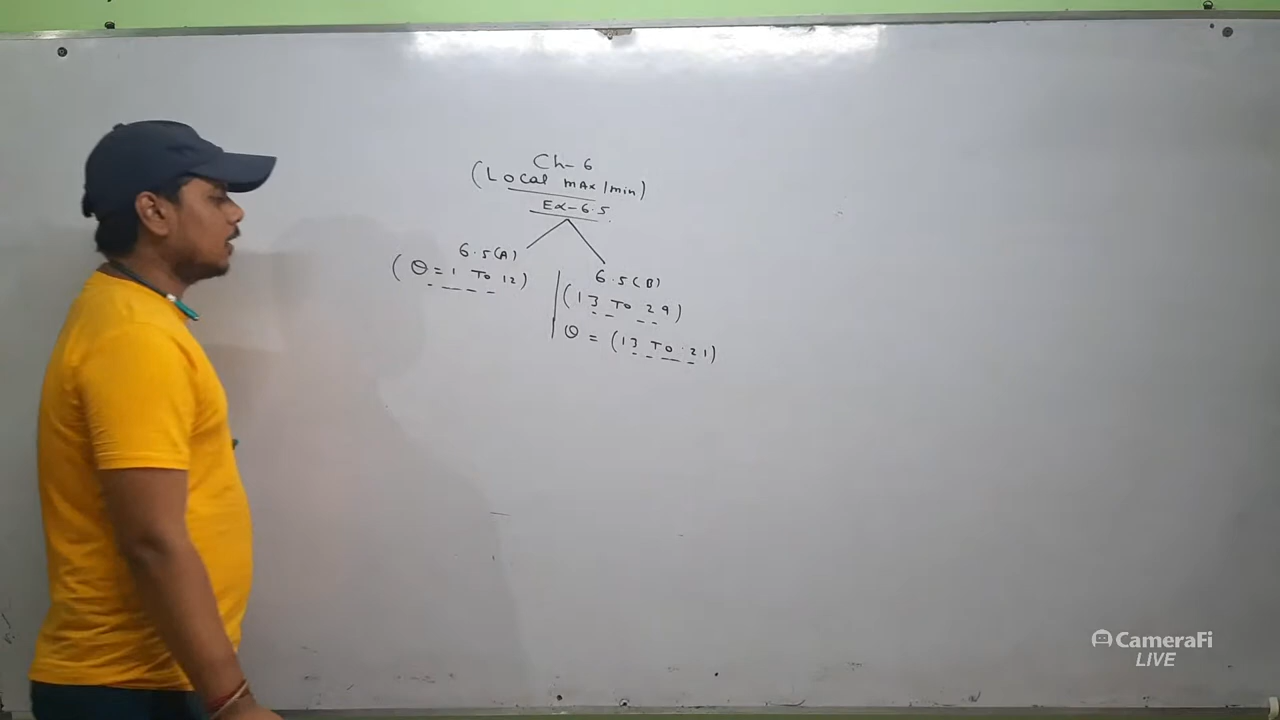 Ch-6
(Local max/min)
Ex-6.5
6.5(A)
(Q = 1 To 12)
6.5(B)
(13 To 29)
Q = (13 To 21)
CameraFi
LIVE